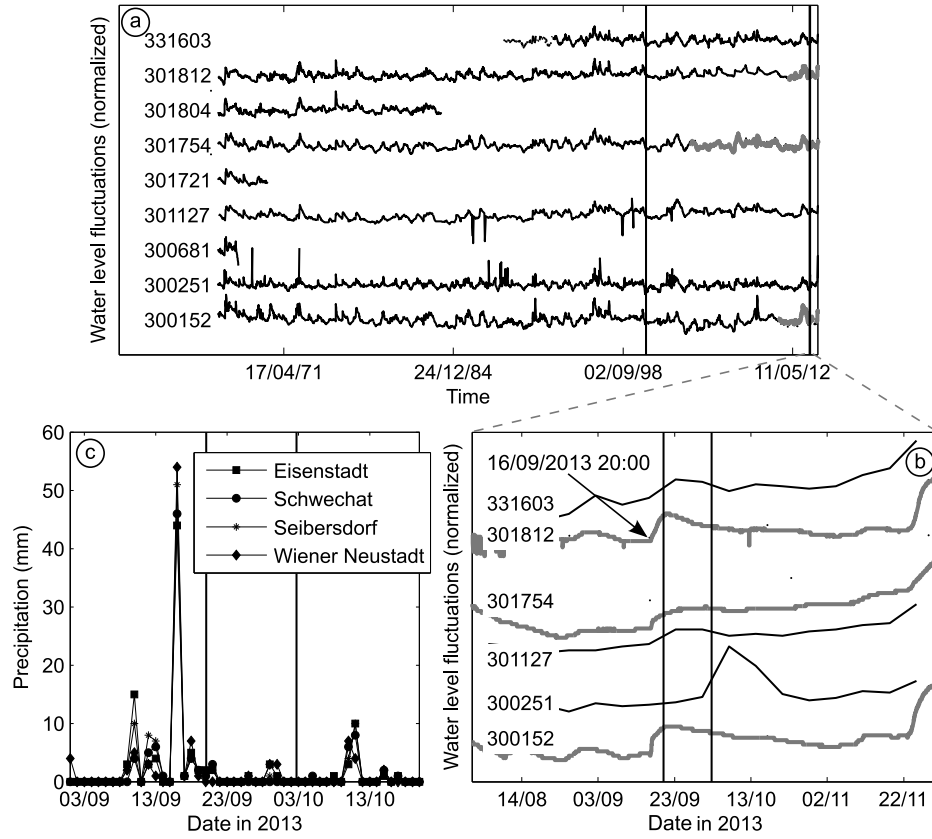 a
Water level fluctuations (normalized)
331603
301812
301804
301754
301721
301127
300681
300251
300152
17/04/71
24/12/84
02/09/98
11/05/12
Time
c
Precipitation (mm)
60
50
40
30
20
10
0
Eisenstadt
Schwechat
Seibersdorf
Wiener Neustadt
03/09
13/09
23/09
03/10
13/10
Date in 2013
b
Water level fluctuations (normalized)
16/09/2013 20:00
331603
301812
301754
301127
300251
300152
14/08
03/09
23/09
13/10
02/11
22/11
Date in 2013